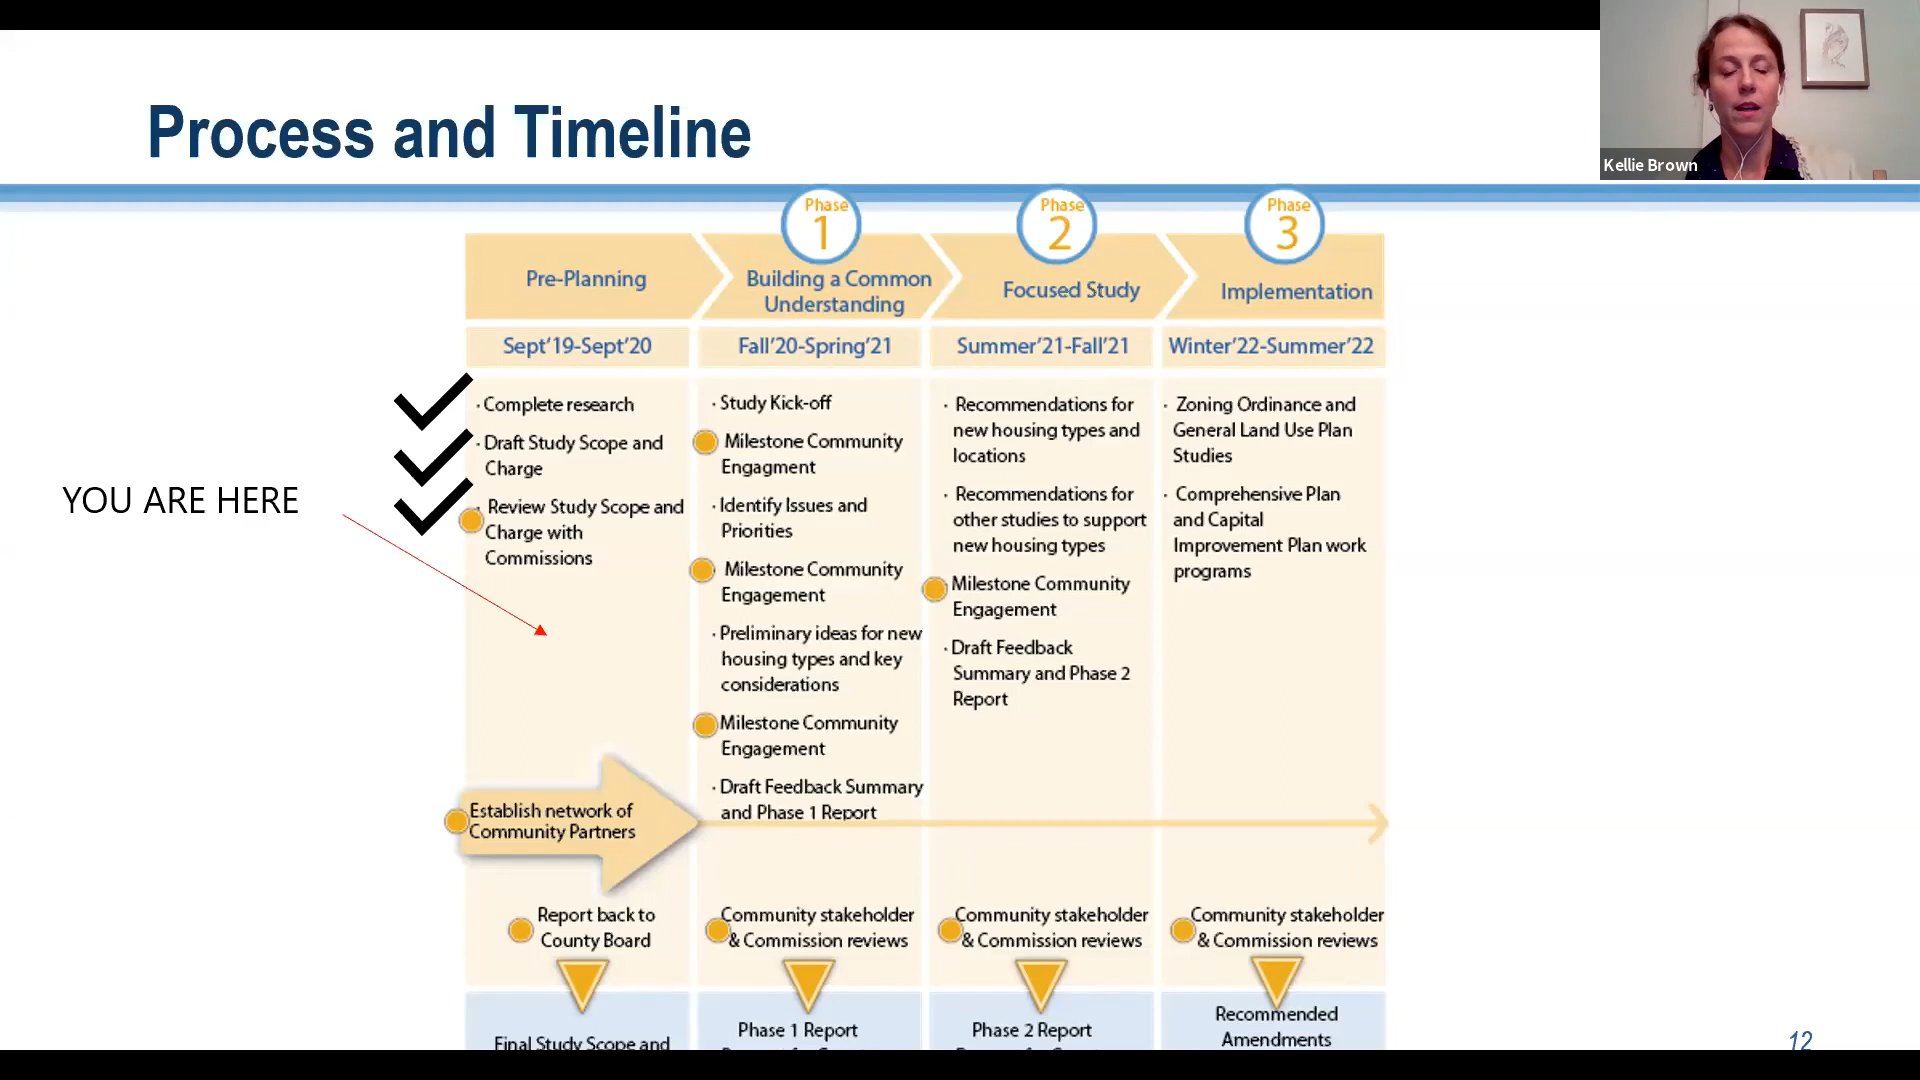 Process and Timeline
Kellie Brown
Phase
1
Phase
2
Phase
3
Pre-Planning
Building a Common
Understanding
Focused Study
Implementation
Sept'19-Sept'20
Fall'20-Spring'21
Summer'21-Fall'21
Winter'22-Summer'22
YOU ARE HERE
· Complete research
· Draft Study Scope and
Charge
· Review Study Scope and
Charge with
Commissions
· Study Kick-off
Milestone Community
Engagment
· Identify Issues and
Priorities
Milestone Community
Engagement
· Preliminary ideas for new
housing types and key
considerations
Milestone Community
Engagement
· Draft Feedback Summary
and Phase 1 Report
· Recommendations for
new housing types and
locations
· Recommendations for
other studies to support
new housing types
Milestone Community
Engagement
· Draft Feedback
Summary and Phase 2
Report
· Zoning Ordinance and
General Land Use Plan
Studies
· Comprehensive Plan
and Capital
Improvement Plan work
programs
Establish network of
Community Partners
Report back to
County Board
Community stakeholder
& Commission reviews
Community stakeholder
& Commission reviews
Community stakeholder
& Commission reviews
Final Study Scope and
Phase 1 Report
Phase 2 Report
Recommended
Amendments
12